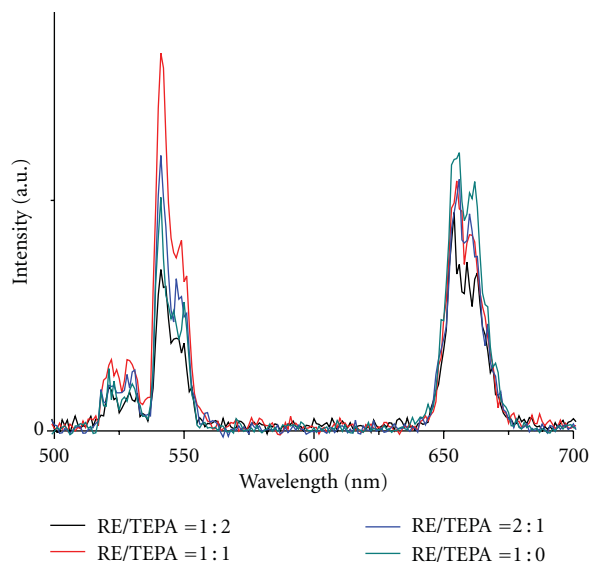 Intensity (a.u.)
0
500
550
600
650
700
Wavelength (nm)
RE/TEPA =1 : 2
RE/TEPA =2 : 1
RE/TEPA =1 : 1
RE/TEPA =1 : 0